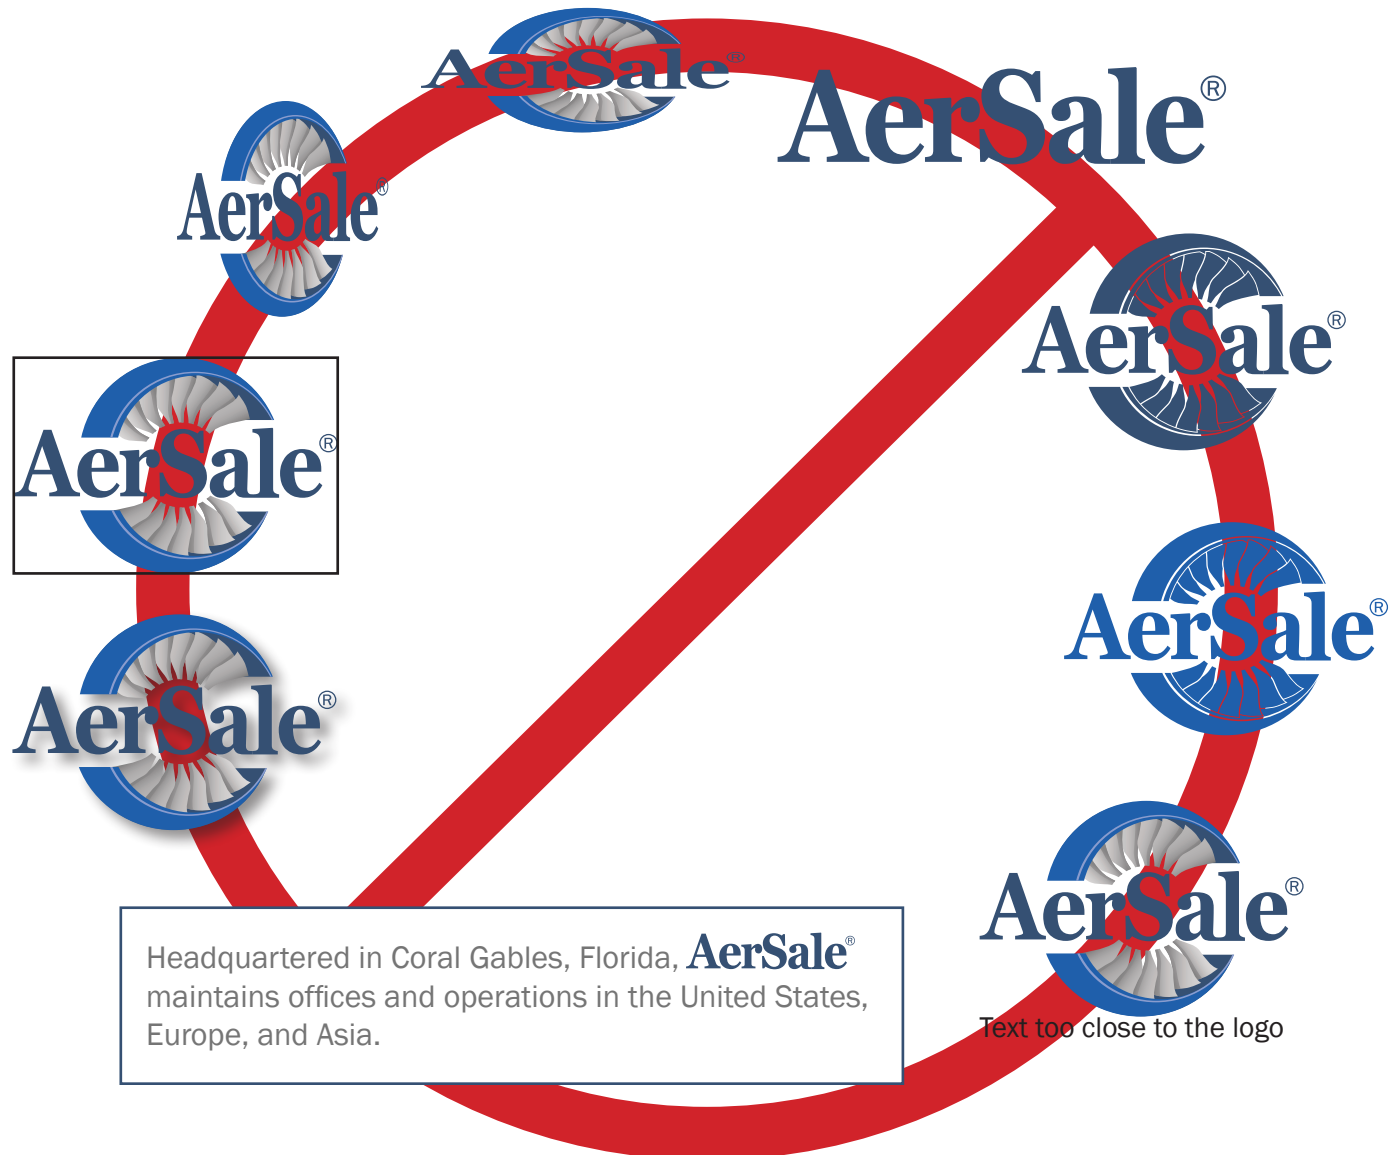 AerSale®
AerSale®
AerSale®
AerSale®
AerSale®
AerSale®
AerSale®
AerSale®
Headquartered in Coral Gables, Florida, AerSale®
maintains offices and operations in the United States,
Europe, and Asia.
Text too close to the logo